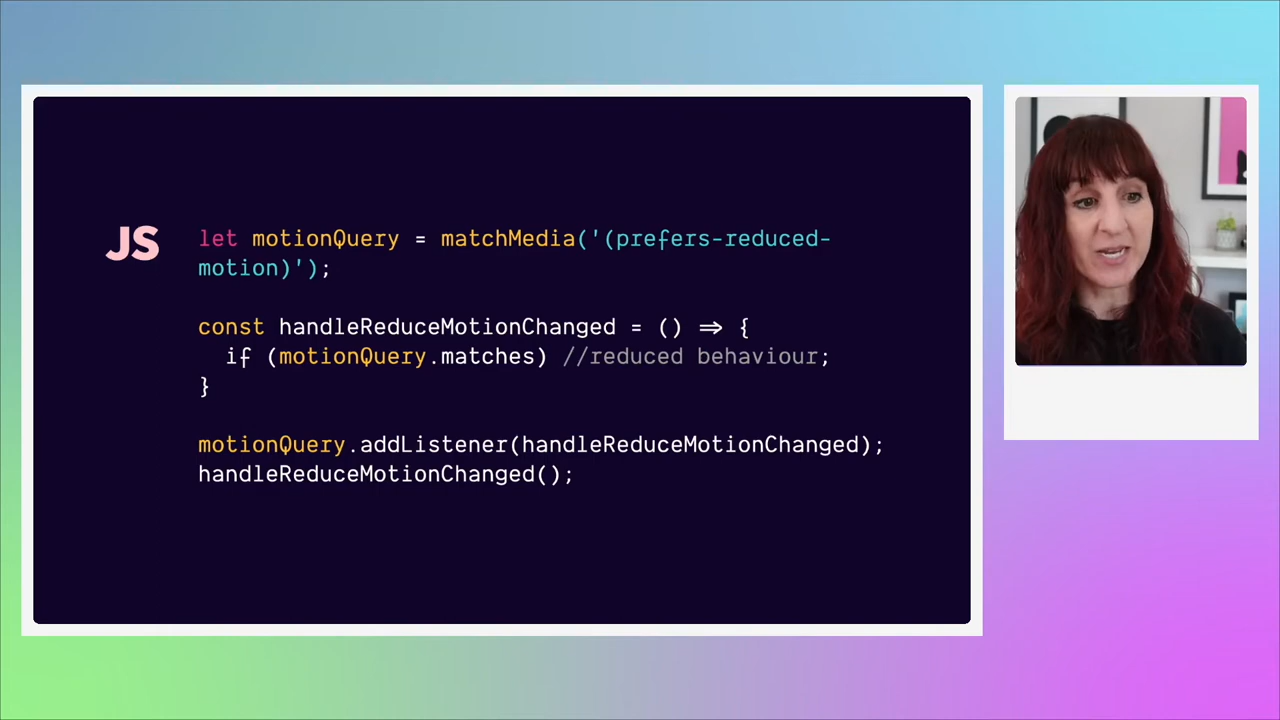 JS
let motionQuery = matchMedia('(prefers-reduced-
motion)');
const handleReduceMotionChanged = () => {
if (motionQuery.matches) //reduced behaviour;
}
motionQuery.addListener(handleReduceMotionChanged);
handleReduceMotionChanged();